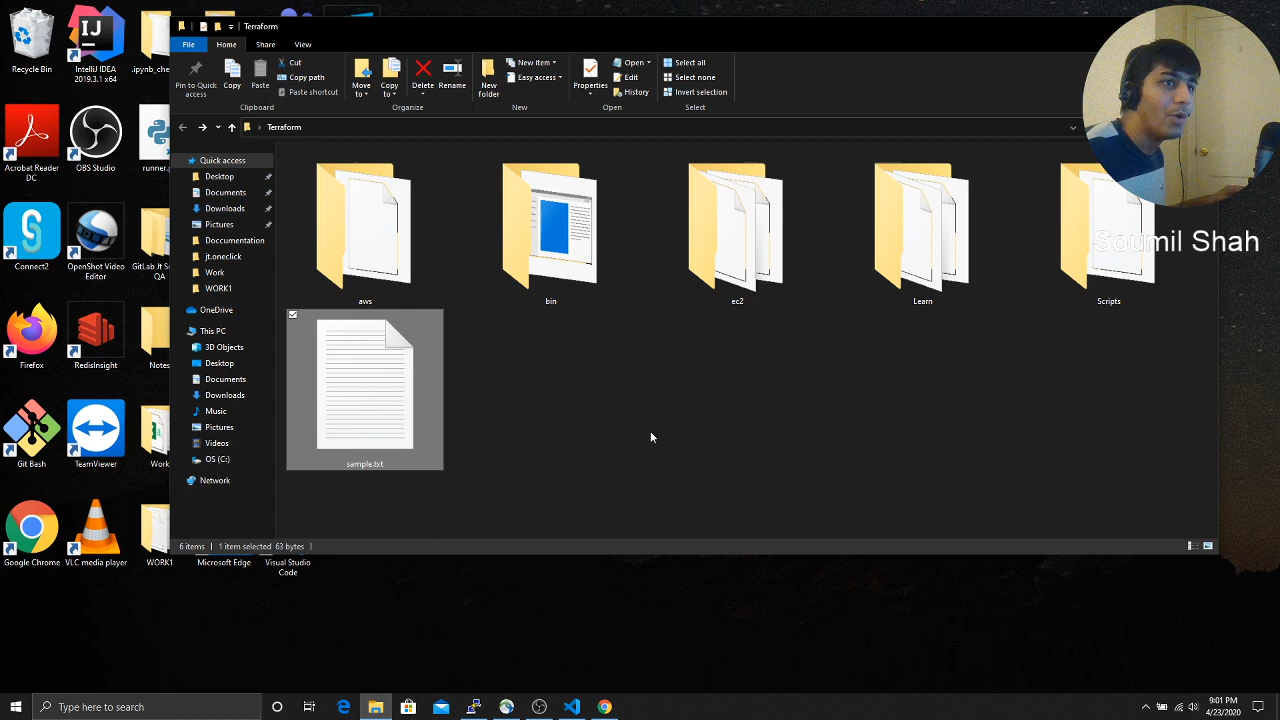 Terraform
File
Home
Share
View
Pin to Quick access
Copy
Paste
Cut
Copy path
Paste shortcut
Clipboard
Move to
Copy to
Delete
Rename
Organize
New folder
New item
Easy access
New
Properties
Open
Edit
History
Open
Select all
Select none
Invert selection
Select
Terraform
Quick access
Desktop
Documents
Downloads
Pictures
Doccumentation
jt.oneclick
Work
WORK1
OneDrive
This PC
3D Objects
Desktop
Documents
Downloads
Music
Pictures
Videos
OS (C:)
Network
aws
bin
ec2
Learn
Scripts
sample.txt
6 items
1 item selected 63 bytes
Soumil Shah
Recycle Bin
IntelliJ IDEA
2019.3.1 x64
.ipynb_chec
Acrobat Reader
DC
OBS Studio
runner.p
Connect2
OpenShot Video
Editor
GitLab Jt Sc
QA
Firefox
RedisInsight
Notes
Git Bash
TeamViewer
Work
Google Chrome
VLC media player
WORK1
Microsoft Edge
Visual Studio
Code
Type here to search
9:01 PM
4/23/2020